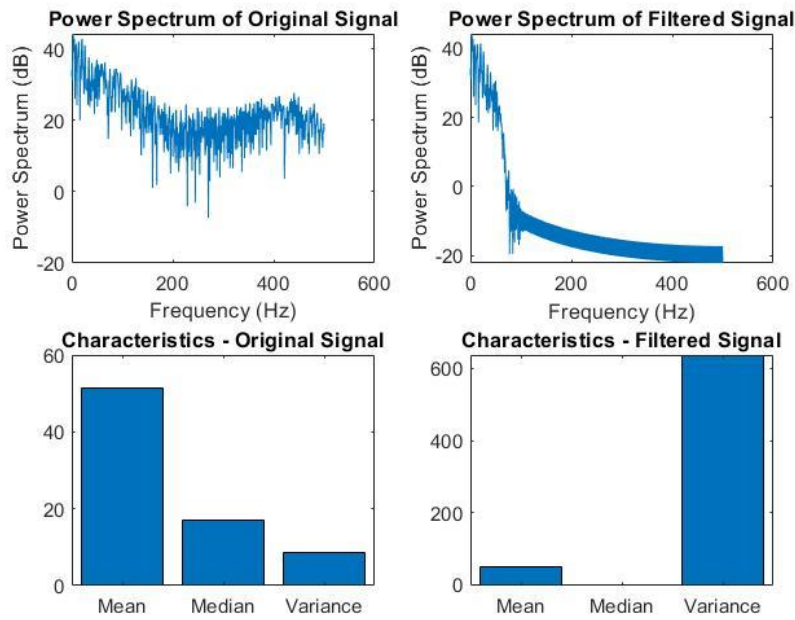 Power Spectrum of Original Signal
Power Spectrum (dB)
40
20
0
-20
0 200 400 600
Frequency (Hz)
Power Spectrum of Filtered Signal
Power Spectrum (dB)
40
20
0
-20
0 200 400 600
Frequency (Hz)
Characteristics - Original Signal
60
40
20
0
Mean Median Variance
Characteristics - Filtered Signal
600
400
200
0
Mean Median Variance